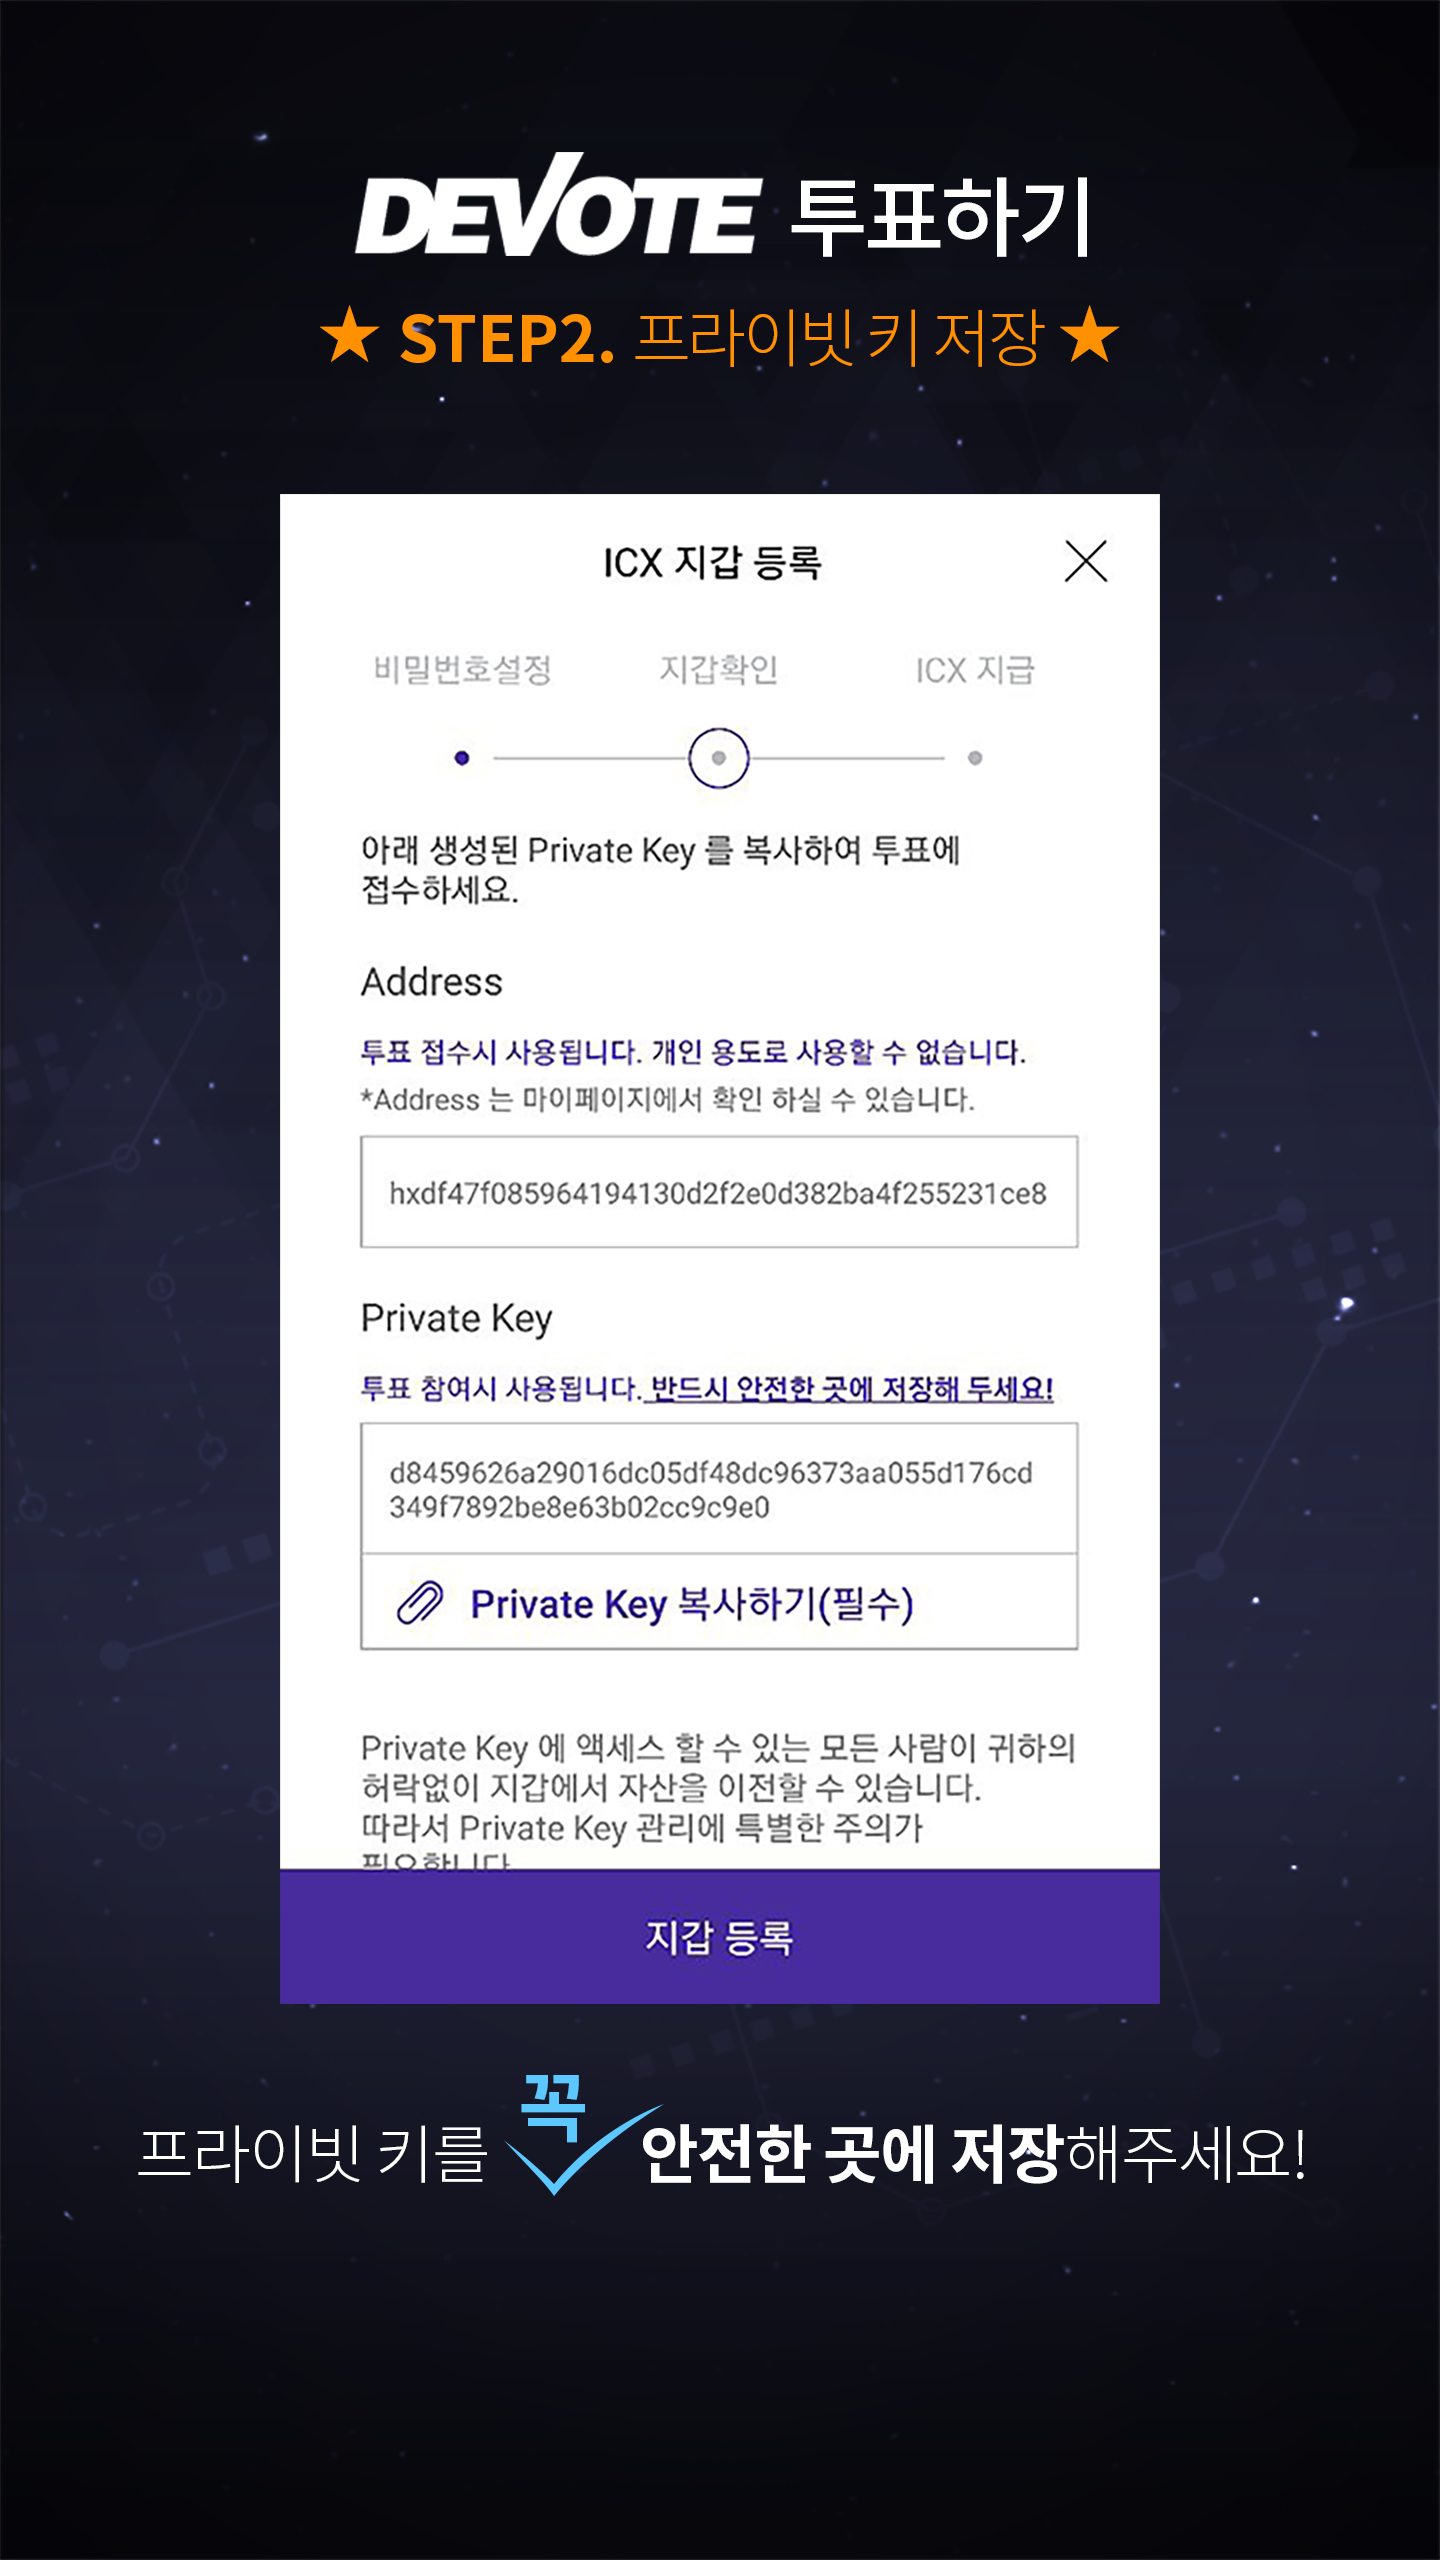 DEVOTE 투표하기
★ STEP2. 프라이빗 키 저장 ★
ICX 지갑 등록
비밀번호설정 지갑확인 ICX 지급
아래 생성된 Private Key 를 복사하여 투표에
접수하세요.
Address
투표 접수시 사용됩니다. 개인 용도로 사용할 수 없습니다.
*Address 는 마이페이지에서 확인 하실 수 있습니다.
hxdf47f085964194130d2f2e0d382ba4f255231ce8
Private Key
투표 참여시 사용됩니다. 반드시 안전한 곳에 저장해 두세요!
d8459626a29016dc05df48dc96373aa055d176cd
349f7892be8e63b02cc9c9e0
Private Key 복사하기(필수)
Private Key 에 액세스 할 수 있는 모든 사람이 귀하의
허락없이 지갑에서 자산을 이전할 수 있습니다.
따라서 Private Key 관리에 특별한 주의가
필요합니다
지갑 등록
프라이빗 키를 꼭 안전한 곳에 저장해주세요!